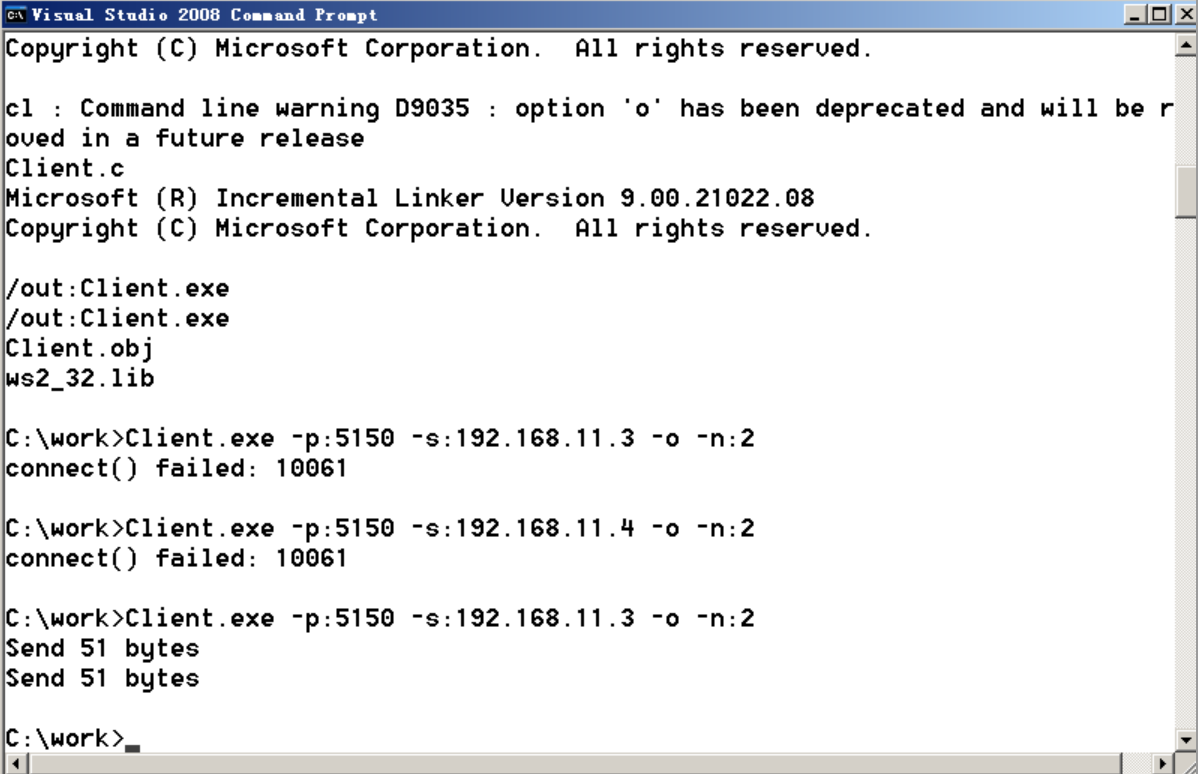 Visual Studio 2008 Command Prompt
Copyright (C) Microsoft Corporation.  All rights reserved.
cl : Command line warning D9035 : option 'o' has been deprecated and will be r
oved in a future release
Client.c
Microsoft (R) Incremental Linker Version 9.00.21022.08
Copyright (C) Microsoft Corporation.  All rights reserved.
/out:Client.exe
/out:Client.exe
Client.obj
ws2_32.lib
C:\work>Client.exe -p:5150 -s:192.168.11.3 -o -n:2
connect() failed: 10061
C:\work>Client.exe -p:5150 -s:192.168.11.4 -o -n:2
connect() failed: 10061
C:\work>Client.exe -p:5150 -s:192.168.11.3 -o -n:2
Send 51 bytes
Send 51 bytes
C:\work>_